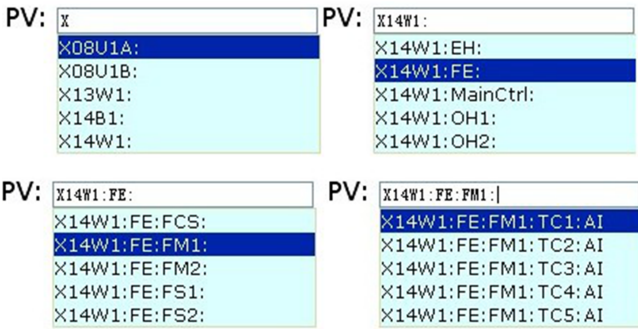 PV: X
X08U1A:
X08U1B:
X13W1:
X14B1:
X14W1:
PV: X14W1:
X14W1:EH:
X14W1:FE:
X14W1:MainCtrl:
X14W1:OH1:
X14W1:OH2:
PV: X14W1:FE:
X14W1:FE:FCS:
X14W1:FE:FM1:
X14W1:FE:FM2:
X14W1:FE:FS1:
X14W1:FE:FS2:
PV: X14W1:FE:FM1:
X14W1:FE:FM1:TC1:AI
X14W1:FE:FM1:TC2:AI
X14W1:FE:FM1:TC3:AI
X14W1:FE:FM1:TC4:AI
X14W1:FE:FM1:TC5:AI